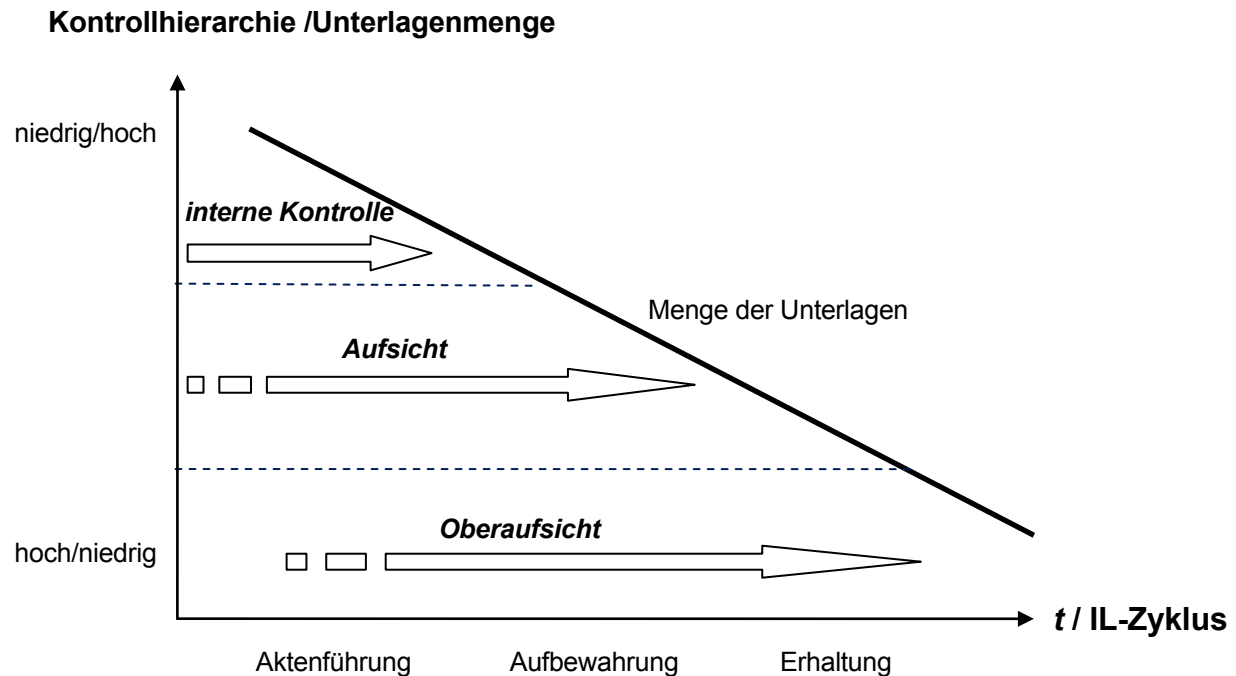 Kontrollhierarchie /Unterlagenmenge
niedrig/hoch
interne Kontrolle
Menge der Unterlagen
Aufsicht
Oberaufsicht
hoch/niedrig
t / IL-Zyklus
Aktenführung Aufbewahrung Erhaltung